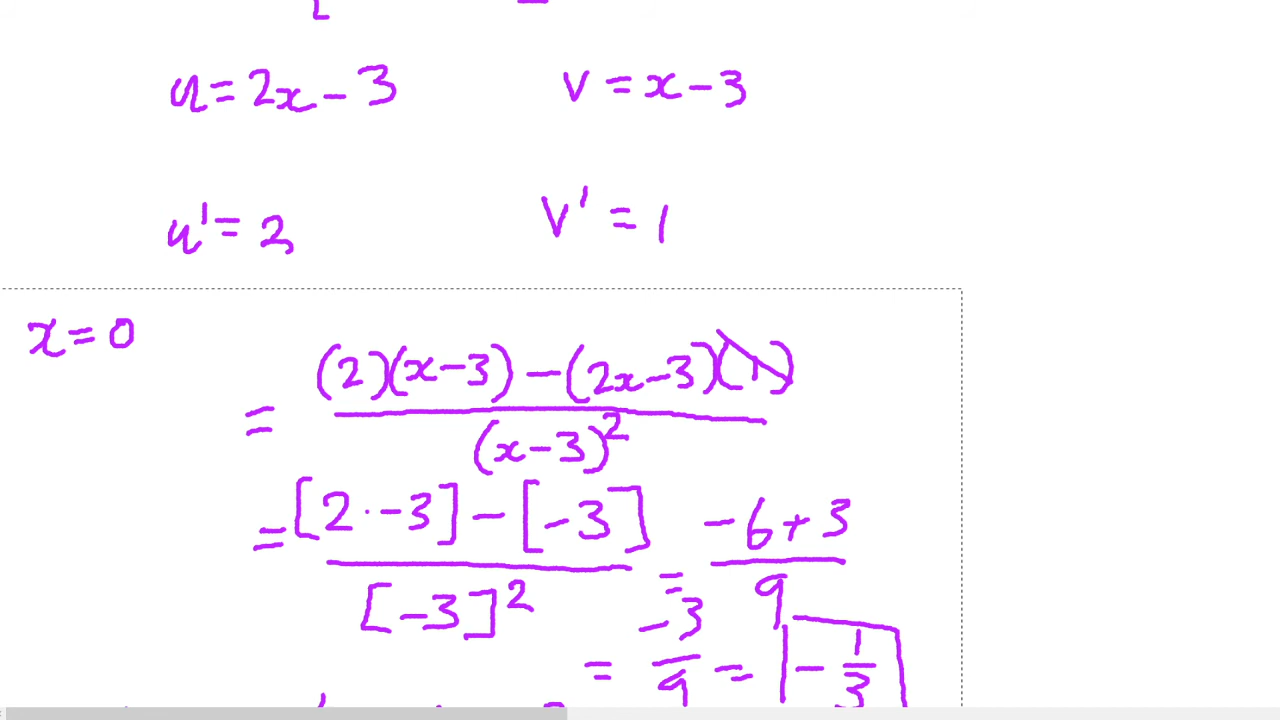 u = 2x - 3 v = x - 3
u' = 2 v' = 1
x = 0
= (2)(x-3) - (2x-3)(1) / (x-3)^2
= [2 · -3] - [-3] / [-3]^2 = -6 + 3 / 9
= -3/9 = -1/3